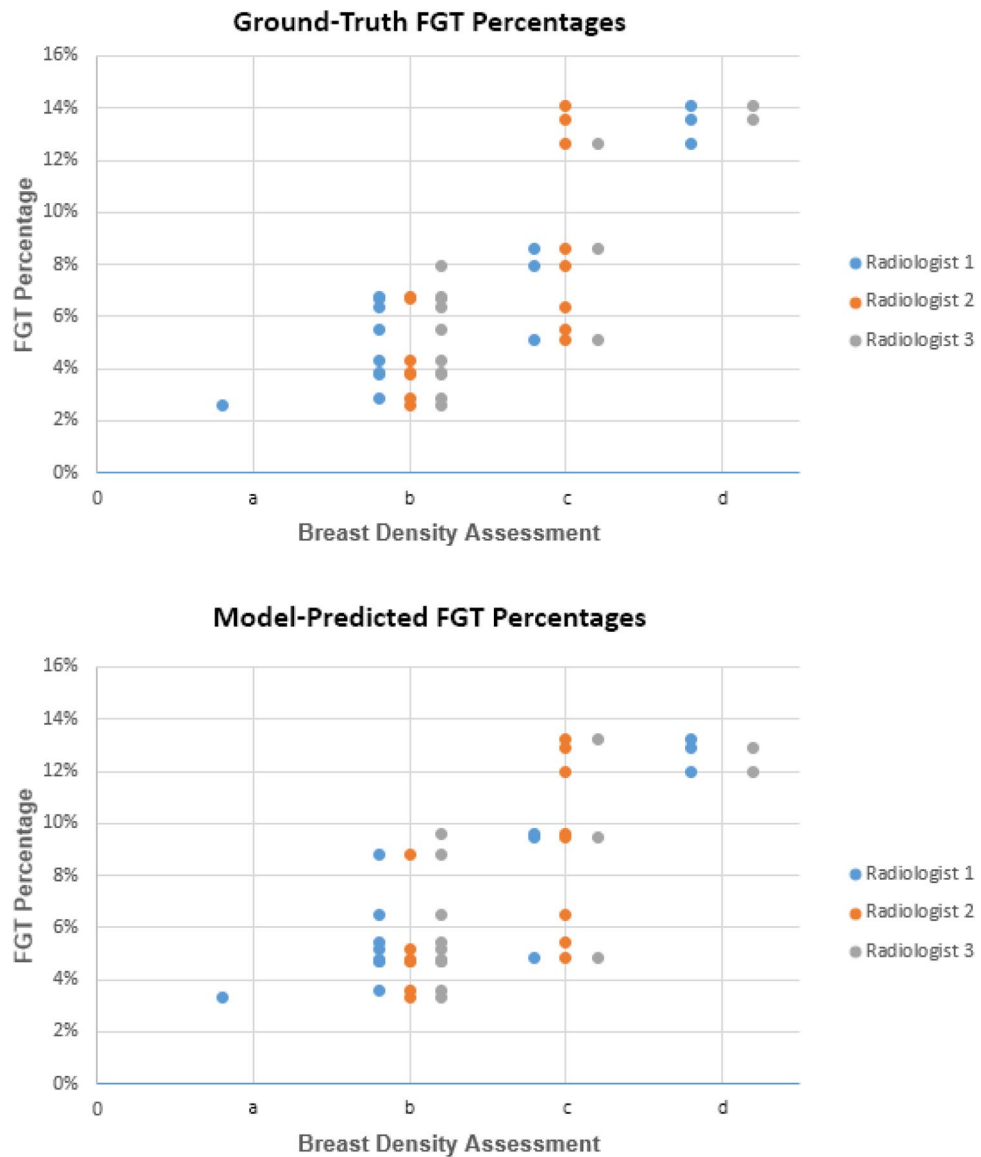 Ground-Truth FGT Percentages
16%
14%
12%
10%
8%
6%
4%
2%
0%
FGT Percentage
0 a b c d
Breast Density Assessment
Radiologist 1
Radiologist 2
Radiologist 3
Model-Predicted FGT Percentages
16%
14%
12%
10%
8%
6%
4%
2%
0%
FGT Percentage
0 a b c d
Breast Density Assessment
Radiologist 1
Radiologist 2
Radiologist 3